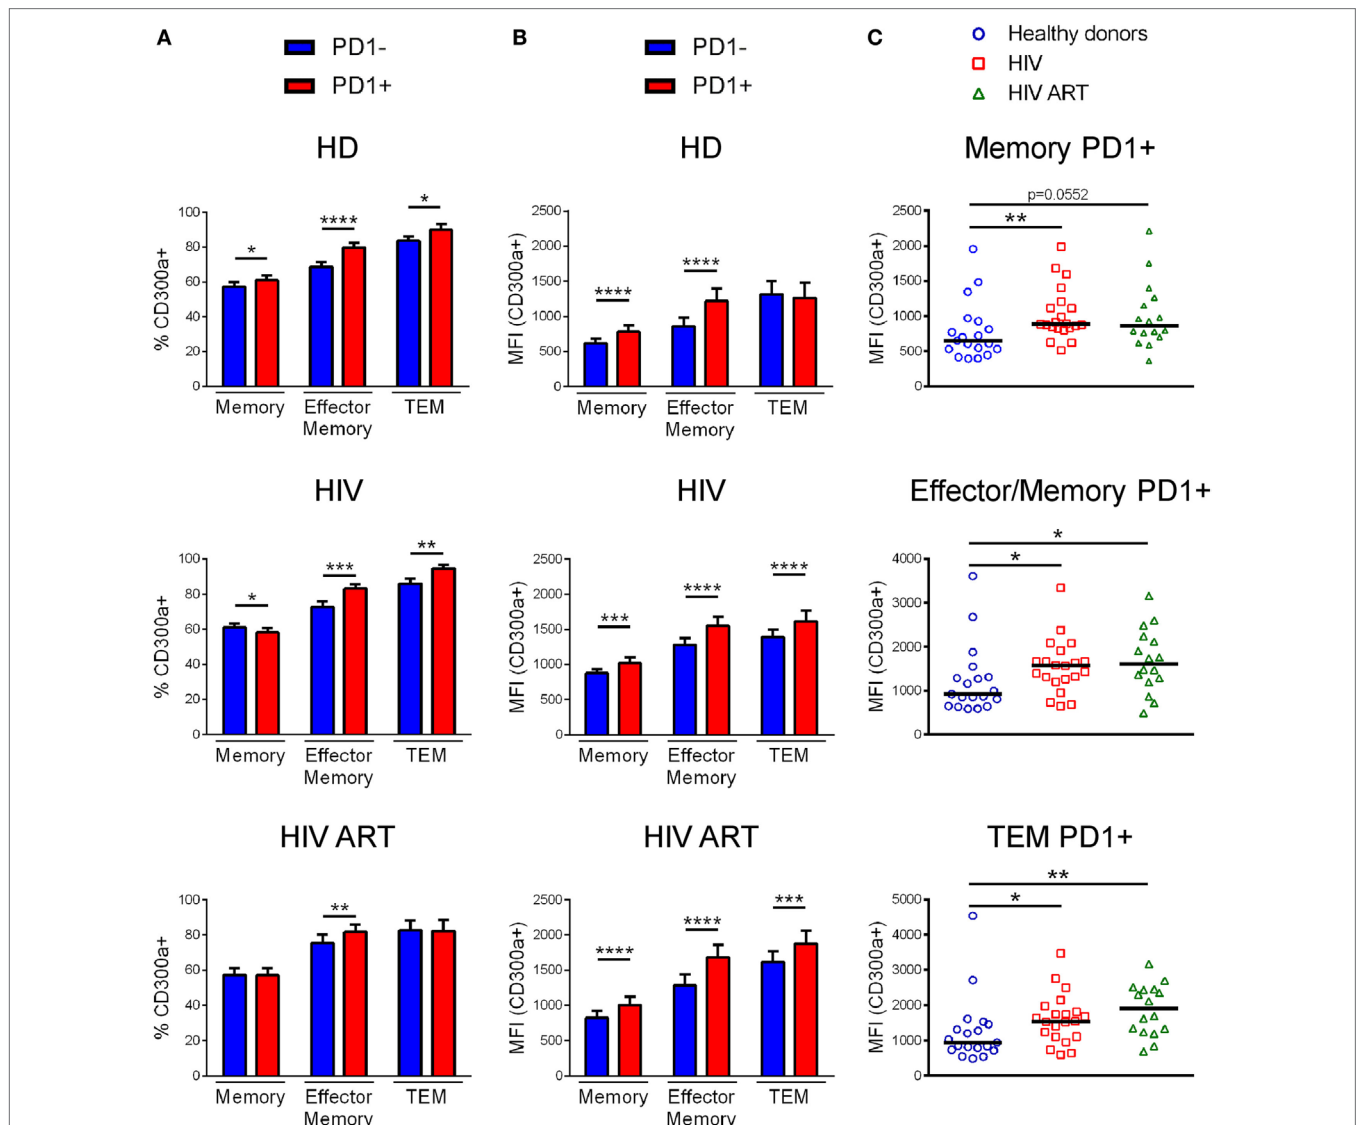 A
PD1-
PD1+
HD
% CD300a+
100
80
60
40
20
0
*
****
*
Memory
Effector
Memory
TEM
HIV
% CD300a+
100
80
60
40
20
0
*
***
**
Memory
Effector
Memory
TEM
HIV ART
% CD300a+
100
80
60
40
20
0
**
Memory
Effector
Memory
TEM
B
PD1-
PD1+
HD
MFI (CD300a+)
2500
2000
1500
1000
500
0
****
****
Memory
Effector
Memory
TEM
HIV
MFI (CD300a+)
2500
2000
1500
1000
500
0
***
****
****
Memory
Effector
Memory
TEM
HIV ART
MFI (CD300a+)
2500
2000
1500
1000
500
0
****
****
***
Memory
Effector
Memory
TEM
C
Healthy donors
HIV
HIV ART
Memory PD1+
p=0.0552
**
MFI (CD300a+)
2500
2000
1500
1000
500
0
Effector/Memory PD1+
*
*
MFI (CD300a+)
4000
3000
2000
1000
0
TEM PD1+
**
*
MFI (CD300a+)
5000
4000
3000
2000
1000
0